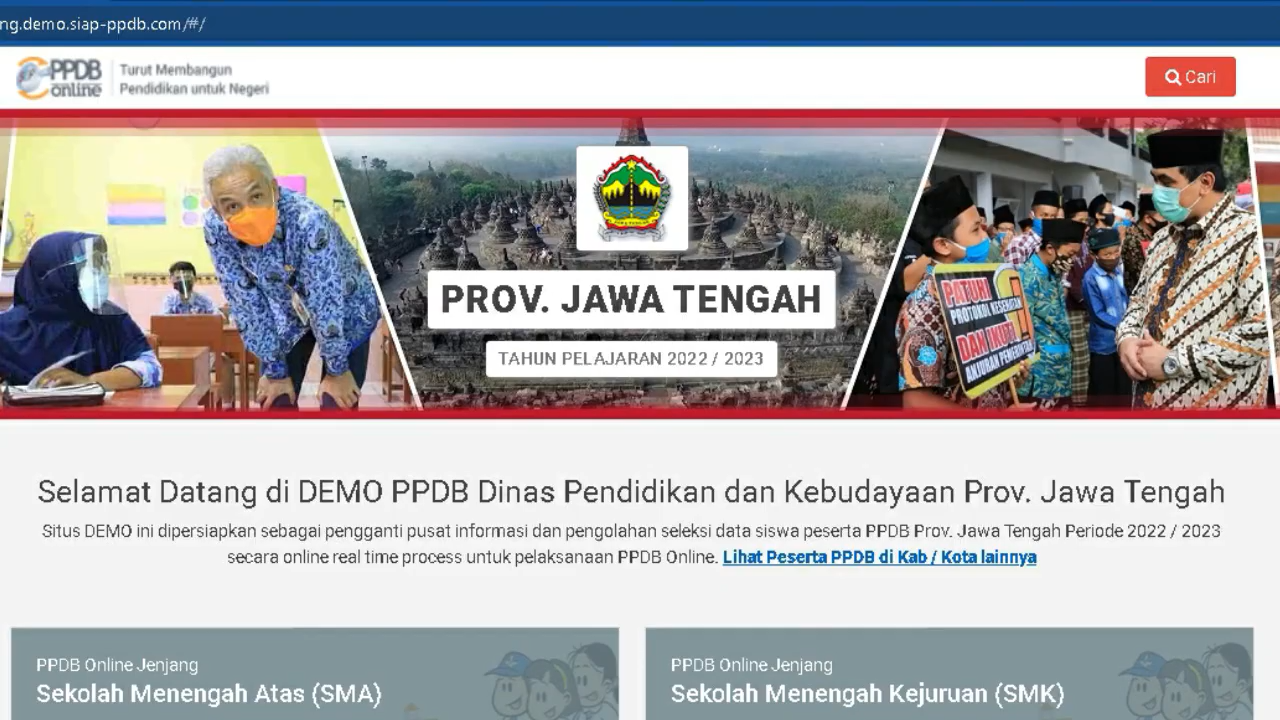 ng.demo.siap-ppdb.com/#/
PPDB online
Turut Membangun
Pendidikan untuk Negeri
Cari
PATUHI
PROTOKOL KESEHATAN
DAN IKUTI
ANJURAN PEMERINTAH
PROV. JAWA TENGAH
TAHUN PELAJARAN 2022 / 2023
Selamat Datang di DEMO PPDB Dinas Pendidikan dan Kebudayaan Prov. Jawa Tengah
Situs DEMO ini dipersiapkan sebagai pengganti pusat informasi dan pengolahan seleksi data siswa peserta PPDB Prov. Jawa Tengah Periode 2022 / 2023
secara online real time process untuk pelaksanaan PPDB Online. Lihat Peserta PPDB di Kab / Kota lainnya
PPDB Online Jenjang
Sekolah Menengah Atas (SMA)
PPDB Online Jenjang
Sekolah Menengah Kejuruan (SMK)